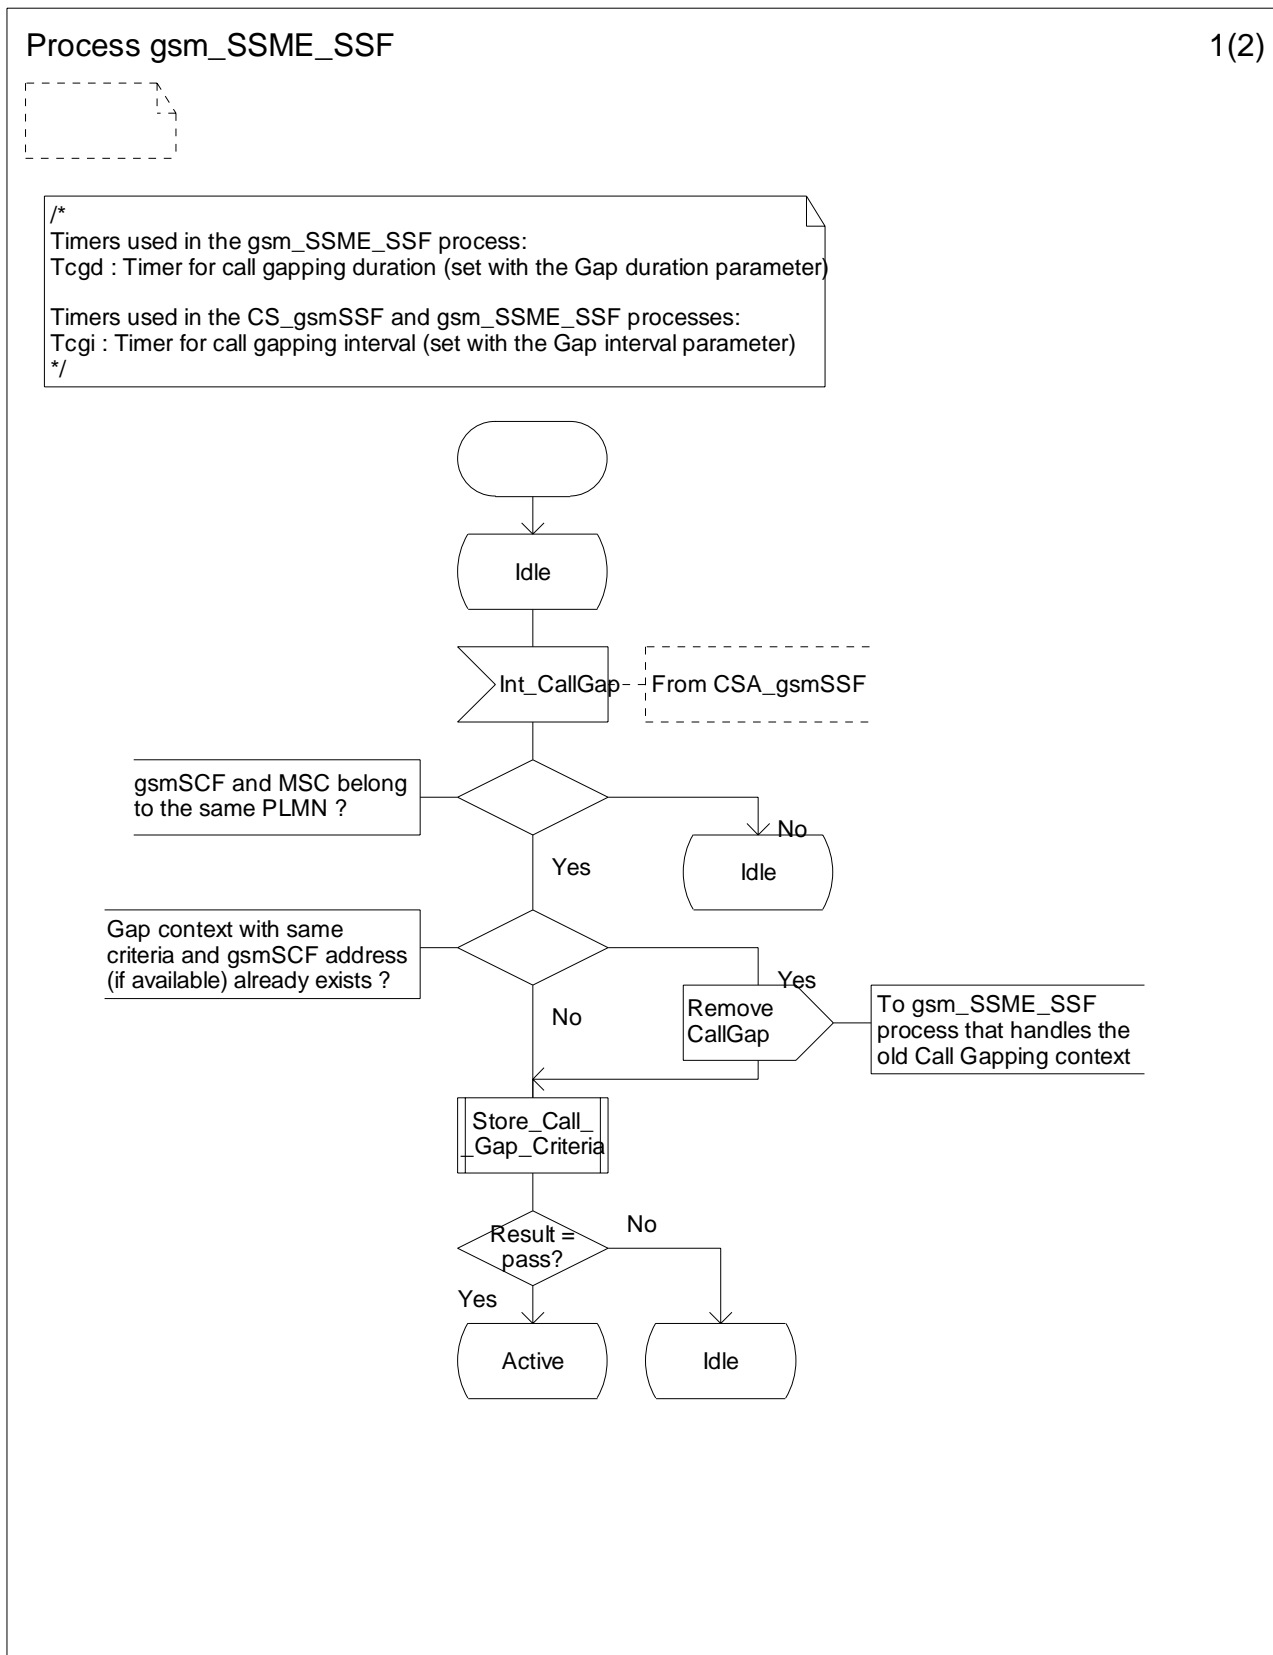 Process gsm_SSME_SSF
1(2)
/*
Timers used in the gsm_SSME_SSF process:
Tcgd : Timer for call gapping duration (set with the Gap duration parameter)
Timers used in the CS_gsmSSF and gsm_SSME_SSF processes:
Tcgi : Timer for call gapping interval (set with the Gap interval parameter)
*/
Idle
Int_CallGap
From CSA_gsmSSF
gsmSCF and MSC belong
to the same PLMN ?
No
Idle
Yes
Gap context with same
criteria and gsmSCF address
(if available) already exists ?
Yes
No
Remove
CallGap
To gsm_SSME_SSF
process that handles the
old Call Gapping context
Store_Call_
_Gap_Criteria
Result =
pass?
No
Yes
Active
Idle